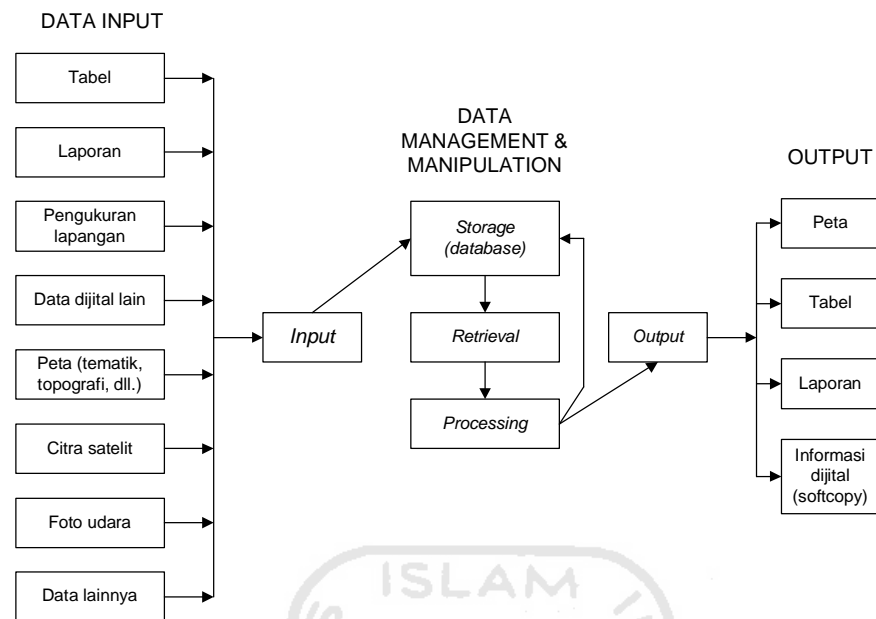 DATA INPUT
Tabel
Laporan
Pengukuran
lapangan
Data dijital lain
Peta (tematik,
topografi, dll.)
Citra satelit
Foto udara
Data lainnya
Input
DATA
MANAGEMENT &
MANIPULATION
Storage
(database)
Retrieval
Processing
Output
OUTPUT
Peta
Tabel
Laporan
Informasi
dijital
(softcopy)
ISLAM